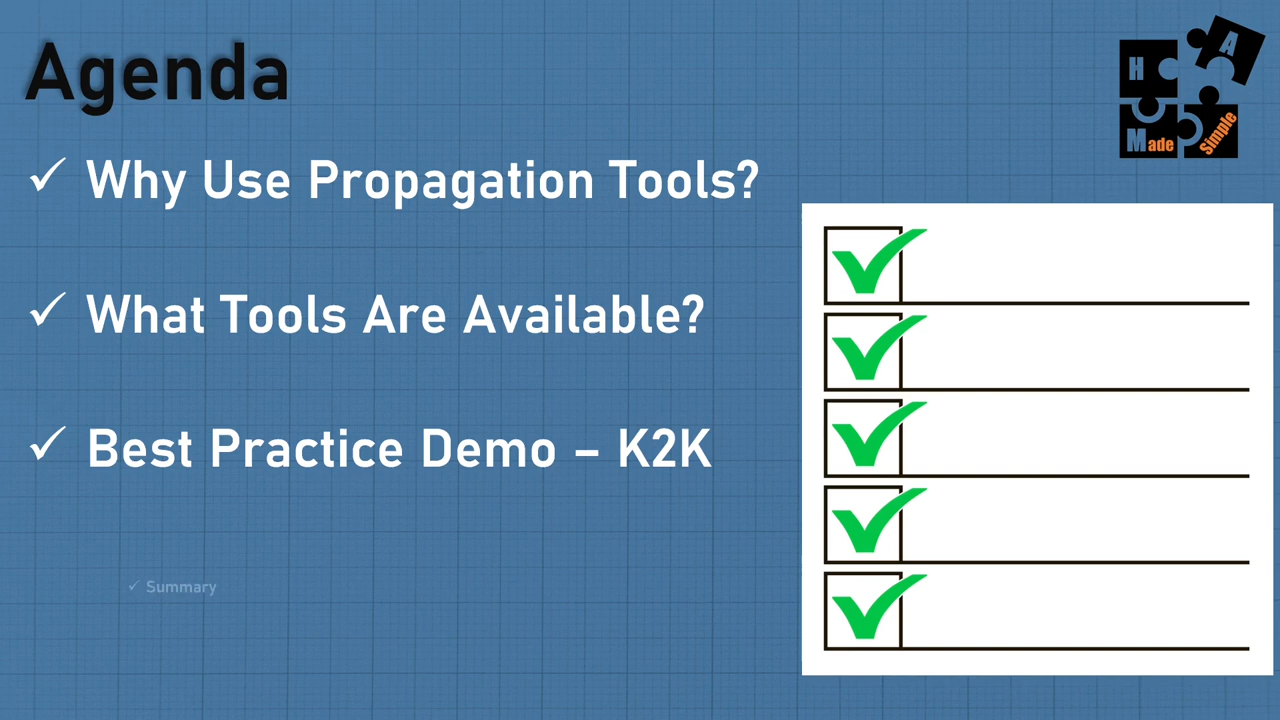 Agenda
H A
Made Simple
✓ Why Use Propagation Tools?
✓ What Tools Are Available?
✓ Best Practice Demo – K2K
✓ Summary